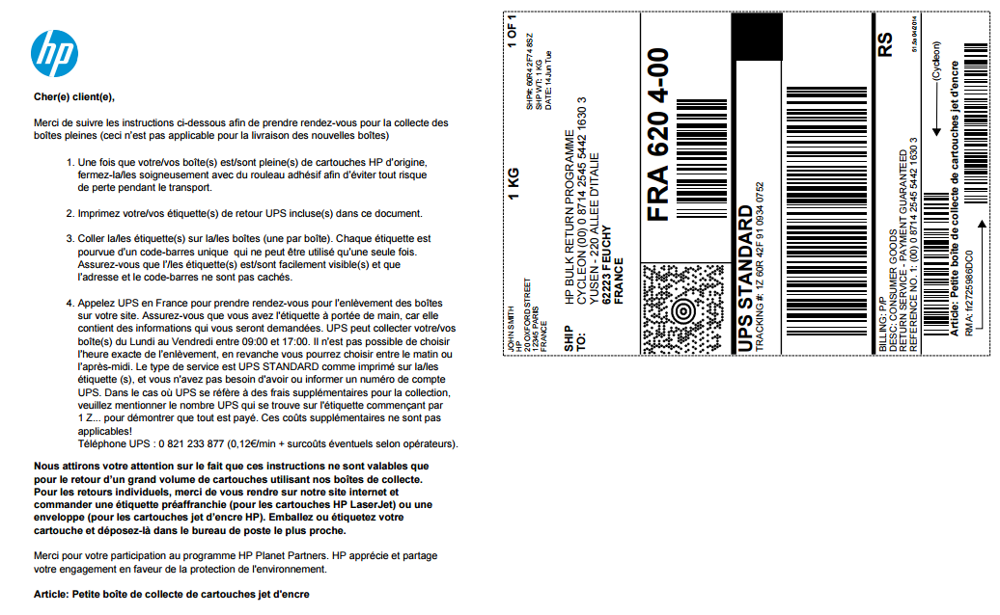 hp
Cher(e) client(e),
Merci de suivre les instructions ci-dessous afin de prendre rendez-vous pour la collecte des
boîtes pleines (ceci n'est pas applicable pour la livraison des nouvelles boîtes)
1. Une fois que votre/vos boîte(s) est/sont pleine(s) de cartouches HP d'origine,
fermez-la/les soigneusement avec du rouleau adhésif afin d'éviter tout risque
de perte pendant le transport.
2. Imprimez votre/vos étiquette(s) de retour UPS incluse(s) dans ce document.
3. Coller la/les étiquette(s) sur la/les boîtes (une par boîte). Chaque étiquette est
pourvue d'un code-barres unique qui ne peut être utilisé qu'une seule fois.
Assurez-vous que l'/les étiquette(s) est/sont facilement visible(s) et que
l'adresse et le code-barres ne sont pas cachés.
4. Appelez UPS en France pour prendre rendez-vous pour l'enlèvement des boîtes
sur votre site. Assurez-vous que vous avez l'étiquette à portée de main, car elle
contient des informations qui vous seront demandées. UPS peut collecter votre/vos
boîte(s) du Lundi au Vendredi entre 09:00 et 17:00. Il n'est pas possible de choisir
l'heure exacte de l'enlèvement, en revanche vous pourrez choisir entre le matin ou
l'après-midi. Le type de service est UPS STANDARD comme imprimé sur la/les
étiquette (s), et vous n'avez pas besoin d'avoir ou informer un numéro de compte
UPS. Dans le cas où UPS se réfère à des frais supplémentaires pour la collection,
veuillez mentionner le nombre UPS qui se trouve sur l'étiquette commençant par
1 Z... pour démontrer que tout est payé. Ces coûts supplémentaires ne sont pas
applicables!
Téléphone UPS : 0 821 233 877 (0,12€/min + surcoûts éventuels selon opérateurs).
Nous attirons votre attention sur le fait que ces instructions ne sont valables que
pour le retour d'un grand volume de cartouches utilisant nos boîtes de collecte.
Pour les retours individuels, merci de vous rendre sur notre site internet et
commander une étiquette préaffranchie (pour les cartouches HP LaserJet) ou une
enveloppe (pour les cartouches jet d'encre HP). Emballez ou étiquetez votre
cartouche et déposez-là dans le bureau de poste le plus proche.
Merci pour votre participation au programme HP Planet Partners. HP apprécie et partage
votre engagement en faveur de la protection de l'environnement.
Article: Petite boîte de collecte de cartouches jet d'encre
JOHN SMITH
HP
20 OXFORD STREET
12345 PARIS
FRANCE
1 KG
1 OF 1
SHP#: 60R4 2F74 8SZ
SHP WT: 1 KG
DATE: 14Jun Tue
SHIP
TO:
HP BULK RETURN PROGRAMME
CYCLEON (00) 0 8714 2545 5442 1630 3
YUSEN - 220 ALLEE D'ITALIE
62223 FEUCHY
FRANCE
FRA 620 4-00
UPS STANDARD
TRACKING #: 1Z 60R 42F 91 0934 0752
BILLING: P/P
DESC: CONSUMER GOODS
RETURN SERVICE - PAYMENT GUARANTEED
REFERENCE NO. 1: (00) 0 8714 2545 5442 1630 3
RS
51.5a 04/2014
(Cycleon)
Article: Petite boîte de collecte de cartouches jet d'encre
RMA: fr2725986DC0